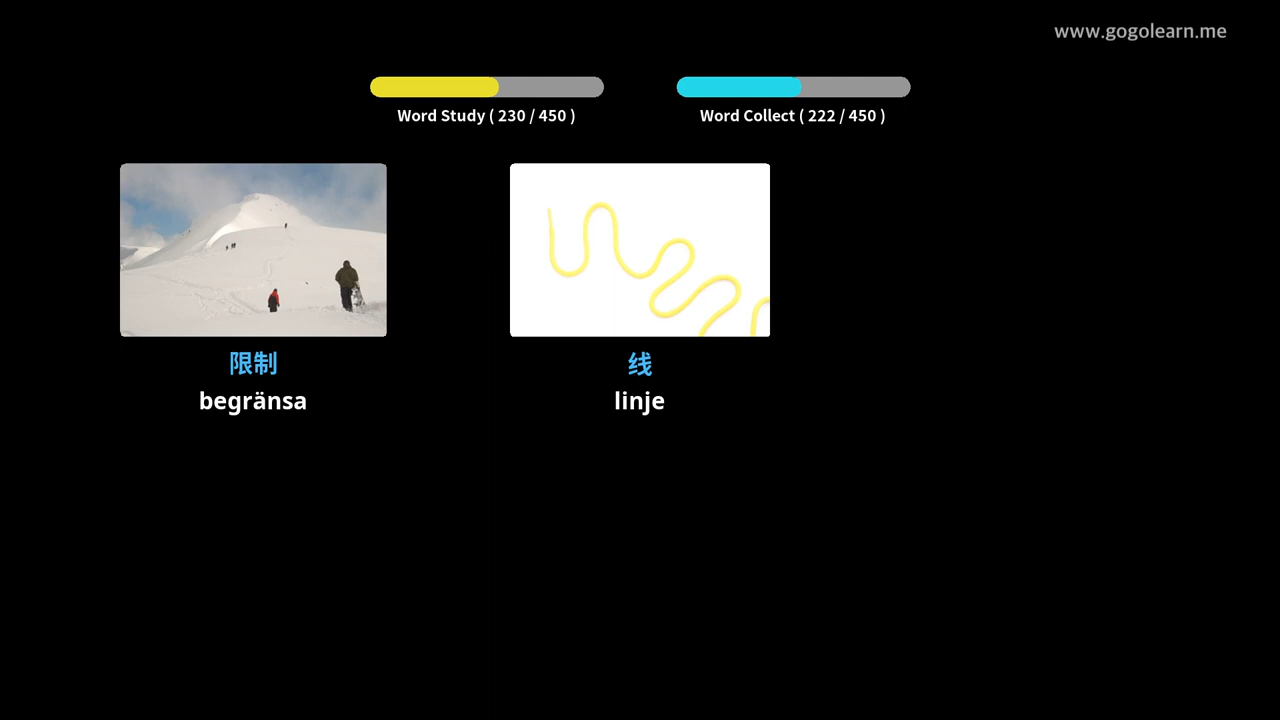 www.gogolearn.me
Word Study ( 230 / 450 )
Word Collect ( 222 / 450 )
限制
begränsa
线
linje